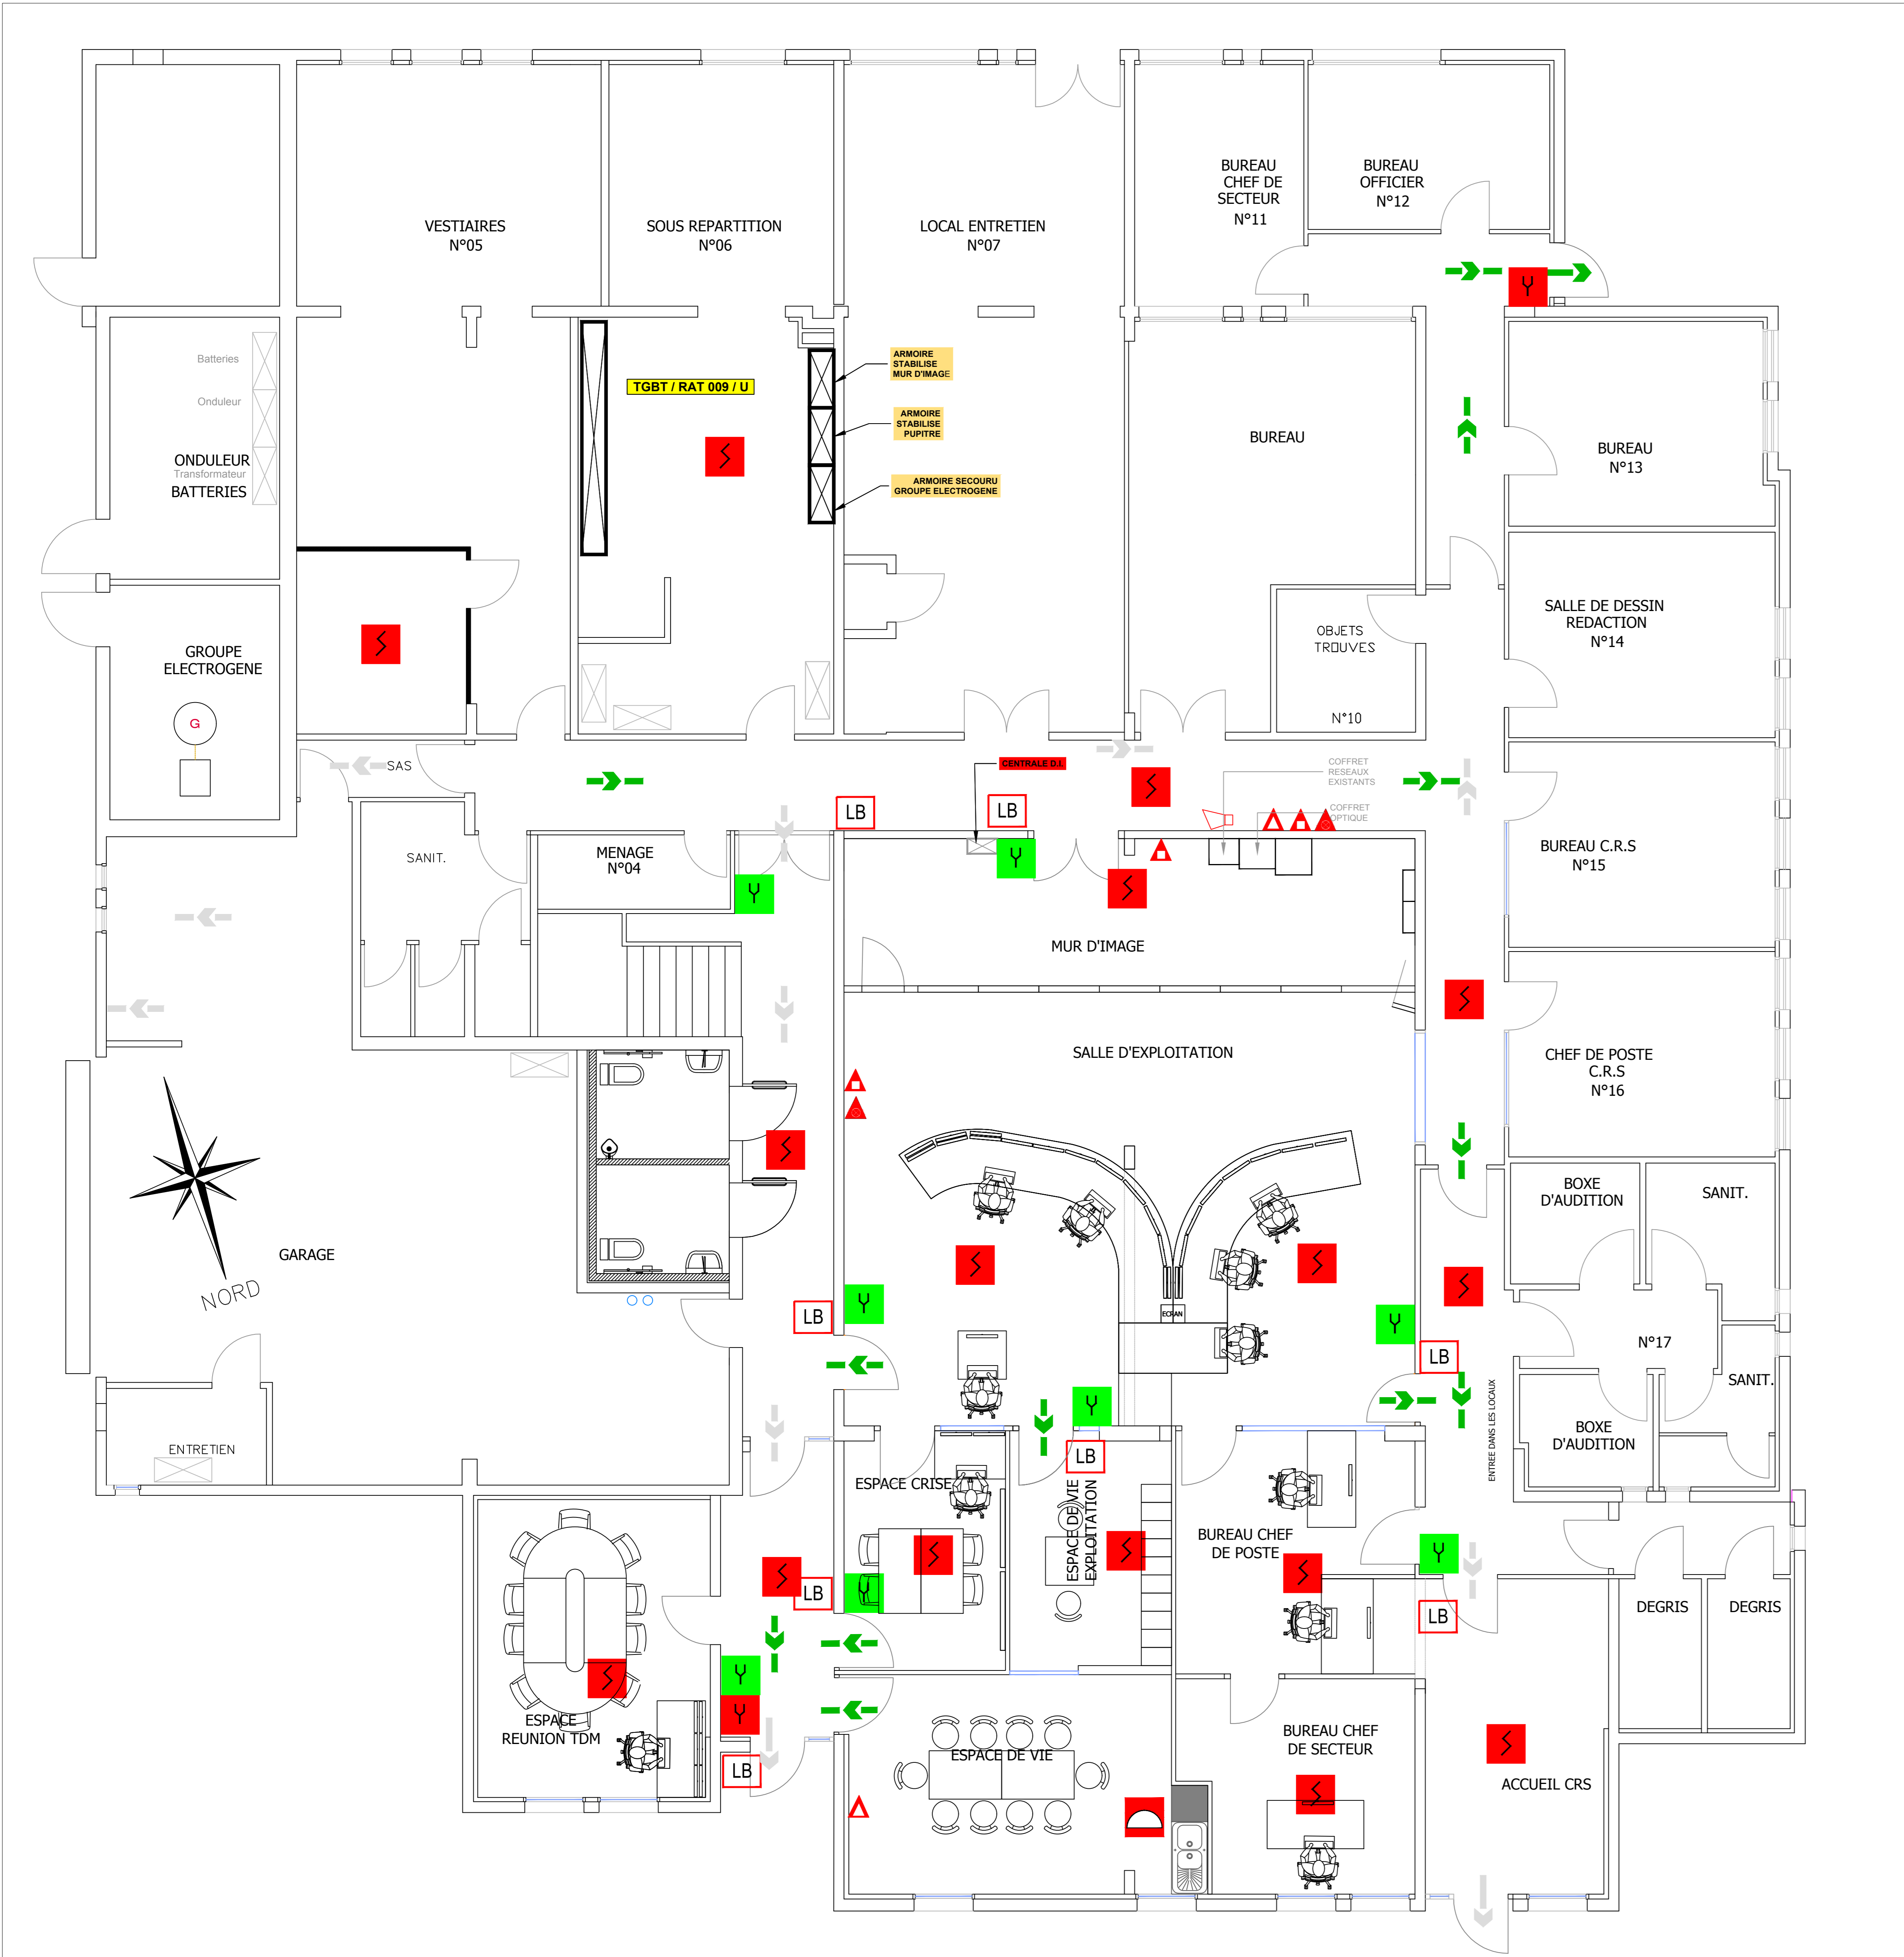 BUREAU
CHEF DE
SECTEUR
N°11
BUREAU
OFFICIER
N°12
VESTIAIRES
N°05
SOUS REPARTITION
N°06
LOCAL ENTRETIEN
N°07
Batteries
Onduleur
ONDULEUR
Transformateur
BATTERIES
TGBT / RAT 009 / U
ARMOIRE
STABILISE
MUR D'IMAGE
ARMOIRE
STABILISE
PUPITRE
ARMOIRE SECOURU
GROUPE ELECTROGENE
BUREAU
BUREAU
N°13
GROUPE
ELECTROGENE
G
OBJETS
TROUVES
N°10
SALLE DE DESSIN
REDACTION
N°14
SAS
CENTRALE D.I.
COFFRET
RESEAUX
EXISTANTS
COFFRET
OPTIQUE
LB
LB
SANIT.
MENAGE
N°04
BUREAU C.R.S
N°15
MUR D'IMAGE
SALLE D'EXPLOITATION
CHEF DE POSTE
C.R.S
N°16
BOXE
D'AUDITION
SANIT.
GARAGE
NORD
LB
ECRAN
LB
N°17
SANIT.
BOXE
D'AUDITION
ENTREE DANS LES LOCAUX
ENTRETIEN
LB
ESPACE CRISE
ESPACE DE VIE
EXPLOITATION
BUREAU CHEF
DE POSTE
LB
LB
DEGRIS
DEGRIS
ESPACE
REUNION TDM
LB
ESPACE DE VIE
BUREAU CHEF
DE SECTEUR
ACCUEIL CRS